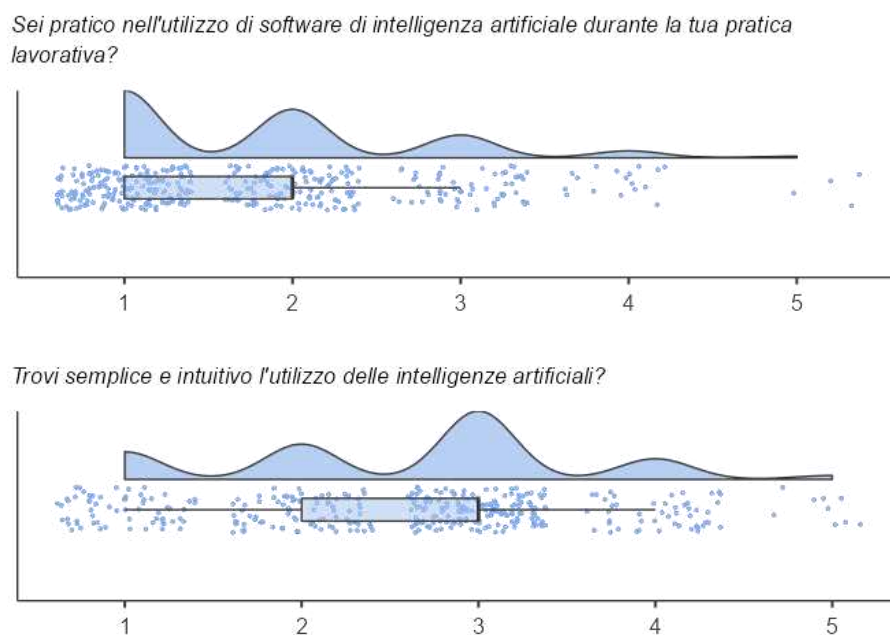 Sei pratico nell'utilizzo di software di intelligenza artificiale durante la tua pratica
lavorativa?
1 2 3 4 5
Trovi semplice e intuitivo l'utilizzo delle intelligenze artificiali?
1 2 3 4 5